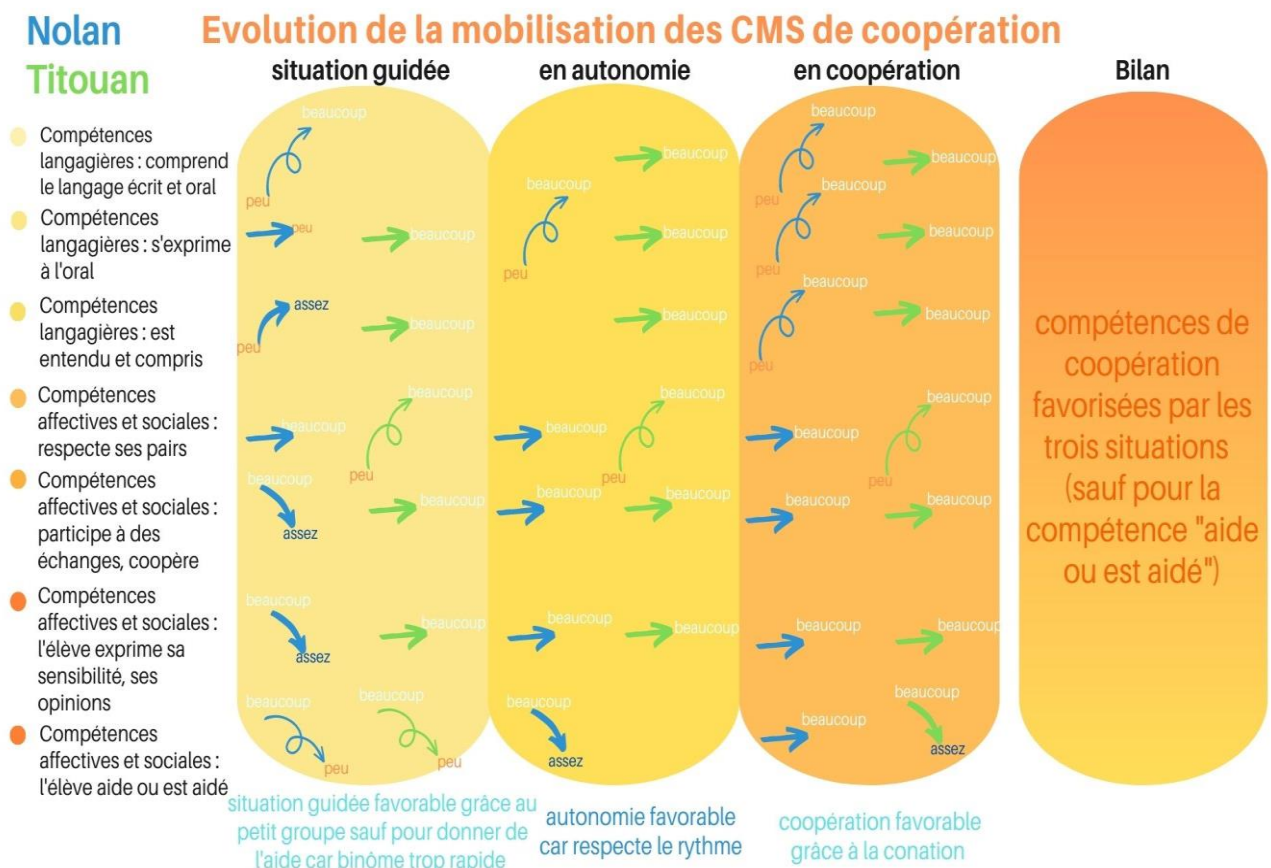 Nolan
Titouan
Evolution de la mobilisation des CMS de coopération
situation guidée
en autonomie
en coopération
Bilan
Compétences
langagières : comprend
le langage écrit et oral
Compétences
langagières : s'exprime
à l'oral
Compétences
langagières : est
entendu et compris
Compétences
affectives et sociales :
respecte ses pairs
Compétences
affectives et sociales :
participe à des
échanges, coopère
Compétences
affectives et sociales :
l'élève exprime sa
sensibilité, ses
opinions
Compétences
affectives et sociales :
l'élève aide ou est aidé
beaucoup
peu
peu
beaucoup
assez
peu
beaucoup
beaucoup
beaucoup
peu
beaucoup
assez
beaucoup
beaucoup
assez
beaucoup
beaucoup
peu
beaucoup
peu
beaucoup
beaucoup
peu
beaucoup
beaucoup
beaucoup
beaucoup
peu
beaucoup
beaucoup
beaucoup
beaucoup
beaucoup
assez
beaucoup
peu
beaucoup
beaucoup
peu
beaucoup
beaucoup
peu
beaucoup
beaucoup
beaucoup
peu
beaucoup
beaucoup
beaucoup
beaucoup
beaucoup
beaucoup
assez
compétences de
coopération
favorisées par les
trois situations
(sauf pour la
compétence "aide
ou est aidé")
situation guidée favorable grâce au
petit groupe sauf pour donner de
l'aide car binôme trop rapide
autonomie favorable
car respecte le rythme
coopération favorable
grâce à la conation